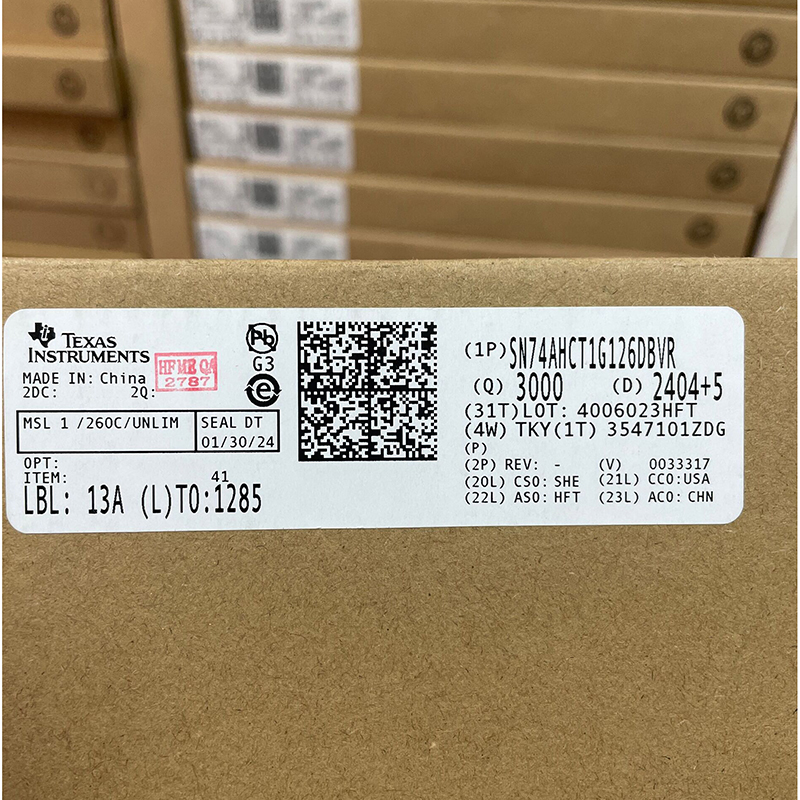 TEXAS
INSTRUMENTS
MADE IN: China
2DC: 2Q:
HFMR QA
2787
Pb
G3
e
MSL 1 /260C/UNLIM
SEAL DT
01/30/24
OPT:
ITEM: 41
LBL: 13A (L)TO:1285
(1P)SN74AHCT1G126DBVR
(Q) 3000 (D) 2404+5
(31T)LOT: 4006023HFT
(4W) TKY(1T) 3547101ZDG
(P)
(2P) REV: - (V) 0033317
(20L) CSO: SHE (21L) CCO:USA
(22L) ASO: HFT (23L) ACO: CHN